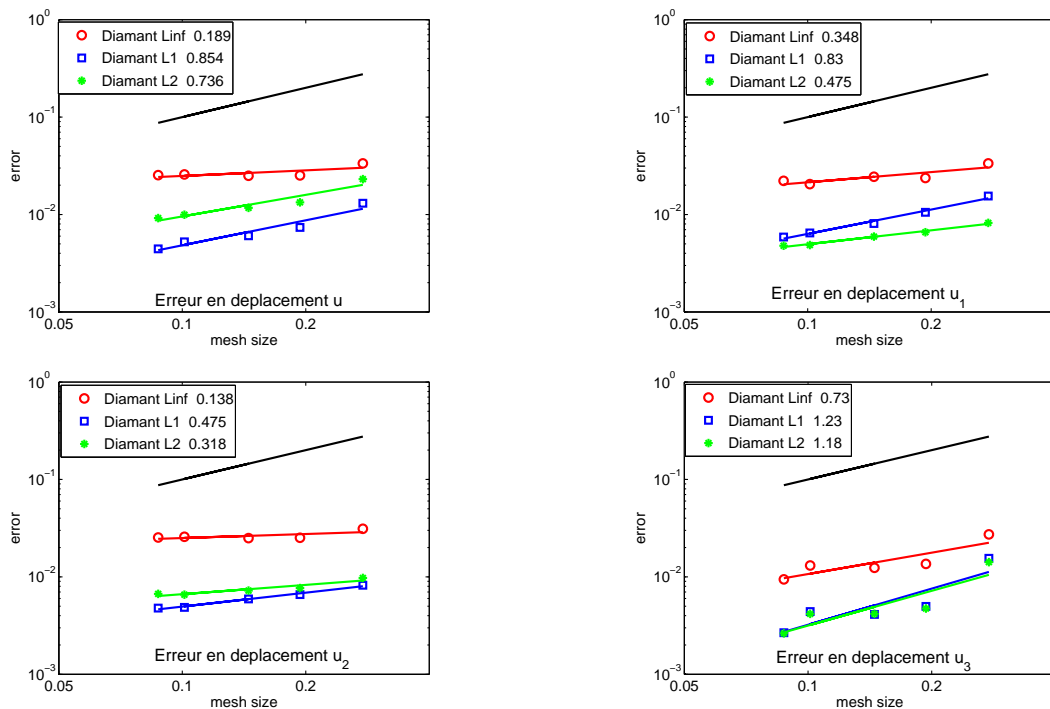 10^0
10^−1
10^−2
10^−3
error
Diamant Linf 0.189
Diamant L1 0.854
Diamant L2 0.736
Erreur en deplacement u
0.05 0.1 0.2
mesh size
10^0
10^−1
10^−2
10^−3
error
Diamant Linf 0.348
Diamant L1 0.83
Diamant L2 0.475
Erreur en deplacement u_1
0.05 0.1 0.2
mesh size
10^0
10^−1
10^−2
10^−3
error
Diamant Linf 0.138
Diamant L1 0.475
Diamant L2 0.318
Erreur en deplacement u_2
0.05 0.1 0.2
mesh size
10^0
10^−1
10^−2
10^−3
error
Diamant Linf 0.73
Diamant L1 1.23
Diamant L2 1.18
Erreur en deplacement u_3
0.05 0.1 0.2
mesh size